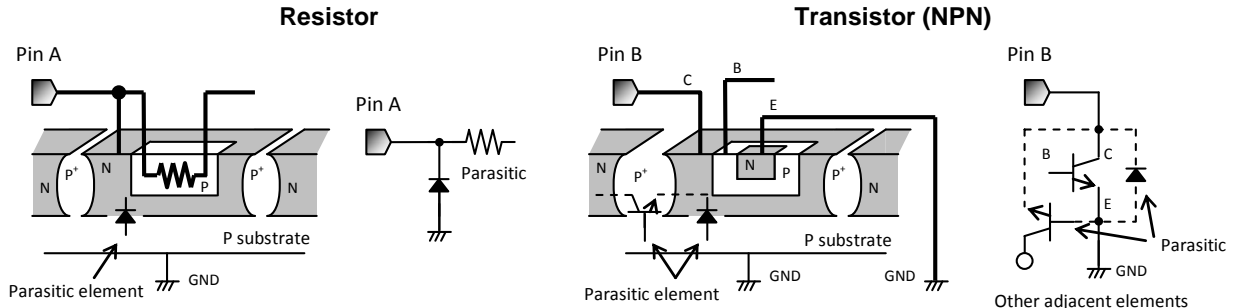 Resistor
Pin A
N
P+
N
P
P+
N
P substrate
Parasitic element
GND
Pin A
Parasitic
Transistor (NPN)
Pin B
C
B
E
N
P+
N
P
P+
N
P substrate
Parasitic element
GND
GND
Pin B
B
C
E
Parasitic
GND
Other adjacent elements